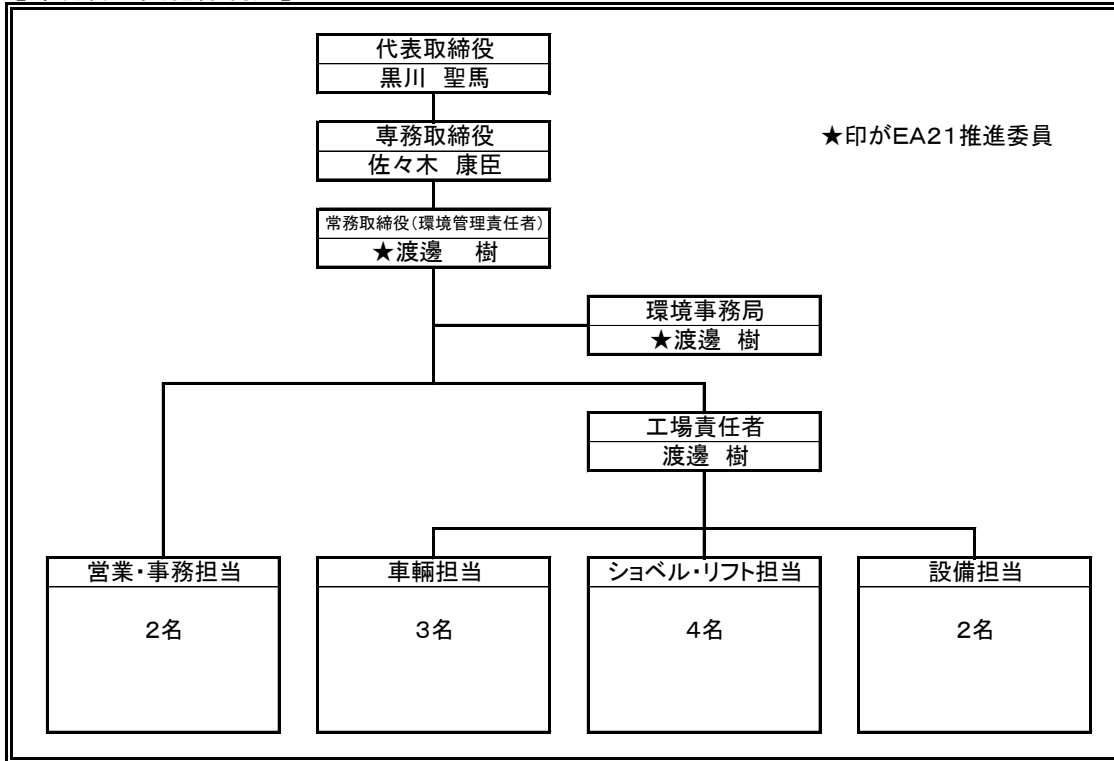 代表取締役
黒川 聖馬
専務取締役
佐々木 康臣
★印がEA21推進委員
常務取締役(環境管理責任者)
★渡邊 樹
環境事務局
★渡邊 樹
工場責任者
渡邊 樹
営業・事務担当
2名
車輌担当
3名
ショベル・リフト担当
4名
設備担当
2名